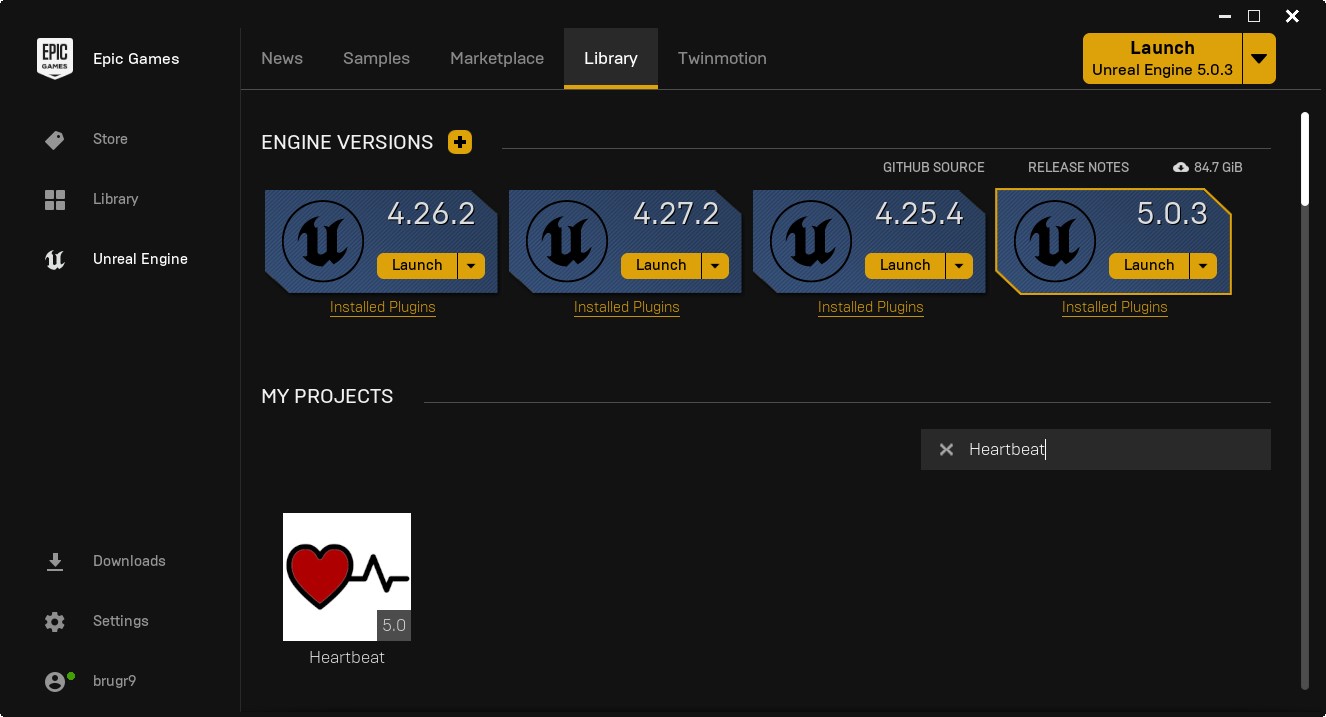 EPIC
GAMES
Epic Games
Store
Library
Unreal Engine
Downloads
Settings
brugr9
News
Samples
Marketplace
Library
Twinmotion
Launch
Unreal Engine 5.0.3
ENGINE VERSIONS
GITHUB SOURCE
RELEASE NOTES
84.7 GiB
4.26.2
Launch
Installed Plugins
4.27.2
Launch
Installed Plugins
4.25.4
Launch
Installed Plugins
5.0.3
Launch
Installed Plugins
MY PROJECTS
Heartbeat
5.0
Heartbeat